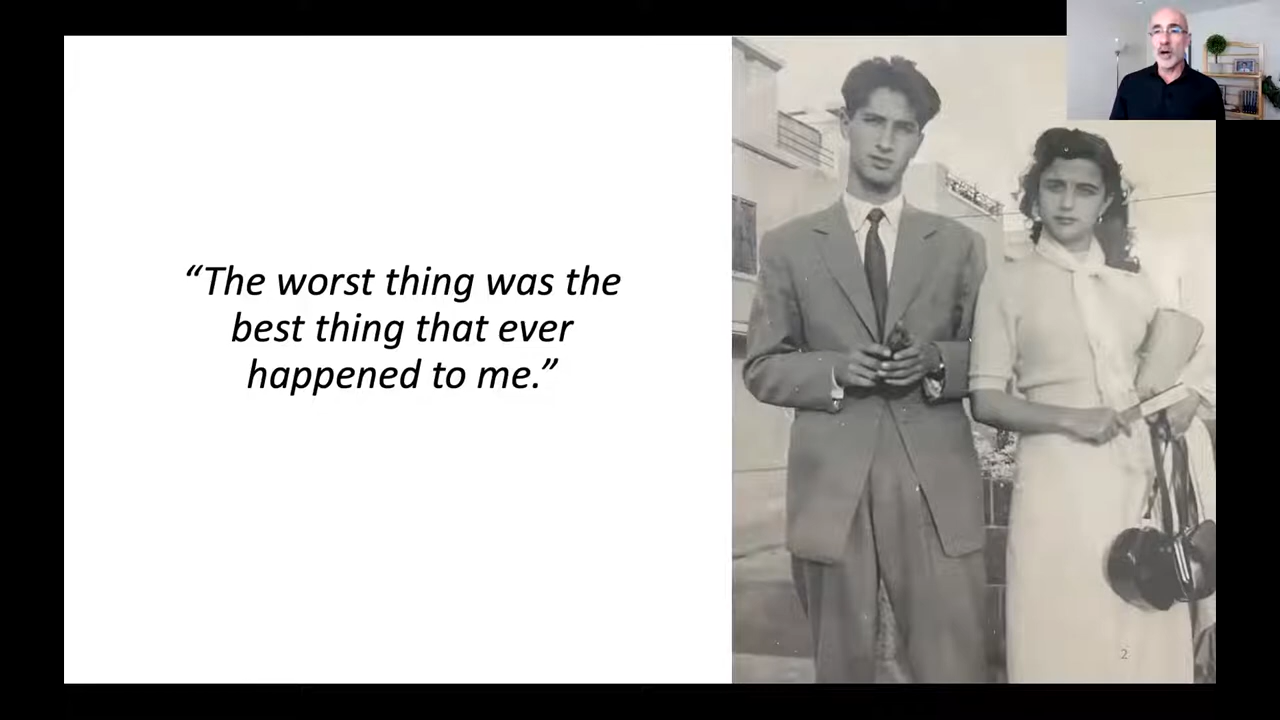 “The worst thing was the
best thing that ever
happened to me.”
2